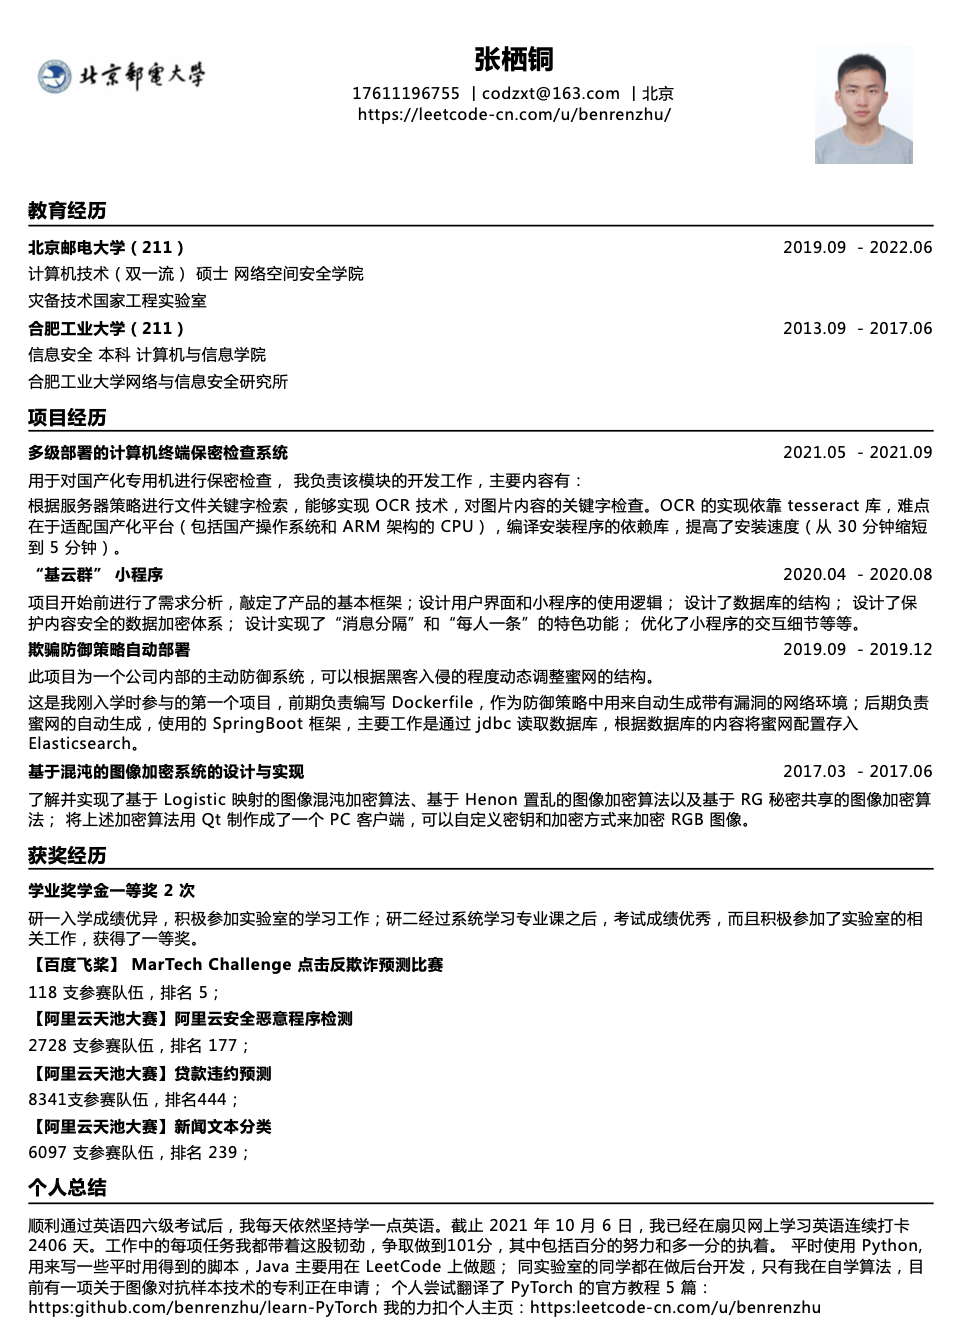 北京邮电大学
张栖铜
17611196755 | codzxt@163.com | 北京
https://leetcode-cn.com/u/benrenzhu/
教育经历
北京邮电大学（211） 2019.09 - 2022.06
计算机技术（双一流） 硕士 网络空间安全学院
灾备技术国家工程实验室
合肥工业大学（211） 2013.09 - 2017.06
信息安全 本科 计算机与信息学院
合肥工业大学网络与信息安全研究所
项目经历
多级部署的计算机终端保密检查系统 2021.05 - 2021.09
用于对国产化专用机进行保密检查， 我负责该模块的开发工作，主要内容有：
根据服务器策略进行文件关键字检索，能够实现 OCR 技术，对图片内容的关键字检查。OCR 的实现依靠 tesseract 库，难点
在于适配国产化平台（包括国产操作系统和 ARM 架构的 CPU），编译安装程序的依赖库，提高了安装速度（从 30 分钟缩短
到 5 分钟）。
“基云群” 小程序 2020.04 - 2020.08
项目开始前进行了需求分析，敲定了产品的基本框架；设计用户界面和小程序的使用逻辑； 设计了数据库的结构； 设计了保
护内容安全的数据加密体系； 设计实现了“消息分隔”和“每人一条”的特色功能； 优化了小程序的交互细节等等。
欺骗防御策略自动部署 2019.09 - 2019.12
此项目为一个公司内部的主动防御系统，可以根据黑客入侵的程度动态调整蜜网的结构。
这是我刚入学时参与的第一个项目，前期负责编写 Dockerfile，作为防御策略中用来自动生成带有漏洞的网络环境；后期负责
蜜网的自动生成，使用的 SpringBoot 框架，主要工作是通过 jdbc 读取数据库，根据数据库的内容将蜜网配置存入
Elasticsearch。
基于混沌的图像加密系统的设计与实现 2017.03 - 2017.06
了解并实现了基于 Logistic 映射的图像混沌加密算法、基于 Henon 置乱的图像加密算法以及基于 RG 秘密共享的图像加密算
法； 将上述加密算法用 Qt 制作成了一个 PC 客户端，可以自定义密钥和加密方式来加密 RGB 图像。
获奖经历
学业奖学金一等奖 2 次
研一入学成绩优异，积极参加实验室的学习工作；研二经过系统学习专业课之后，考试成绩优秀，而且积极参加了实验室的相
关工作，获得了一等奖。
【百度飞桨】 MarTech Challenge 点击反欺诈预测比赛
118 支参赛队伍，排名 5；
【阿里云天池大赛】阿里云安全恶意程序检测
2728 支参赛队伍，排名 177；
【阿里云天池大赛】贷款违约预测
8341支参赛队伍，排名444；
【阿里云天池大赛】新闻文本分类
6097 支参赛队伍，排名 239；
个人总结
顺利通过英语四六级考试后，我每天依然坚持学一点英语。截止 2021 年 10 月 6 日，我已经在扇贝网上学习英语连续打卡
2406 天。工作中的每项任务我都带着这股韧劲，争取做到101分，其中包括百分的努力和多一分的执着。 平时使用 Python,
用来写一些平时用得到的脚本，Java 主要用在 LeetCode 上做题； 同实验室的同学都在做后台开发，只有我在自学算法，目
前有一项关于图像对抗样本技术的专利正在申请； 个人尝试翻译了 PyTorch 的官方教程 5 篇：
https:github.com/benrenzhu/learn-PyTorch 我的力扣个人主页：https:leetcode-cn.com/u/benrenzhu